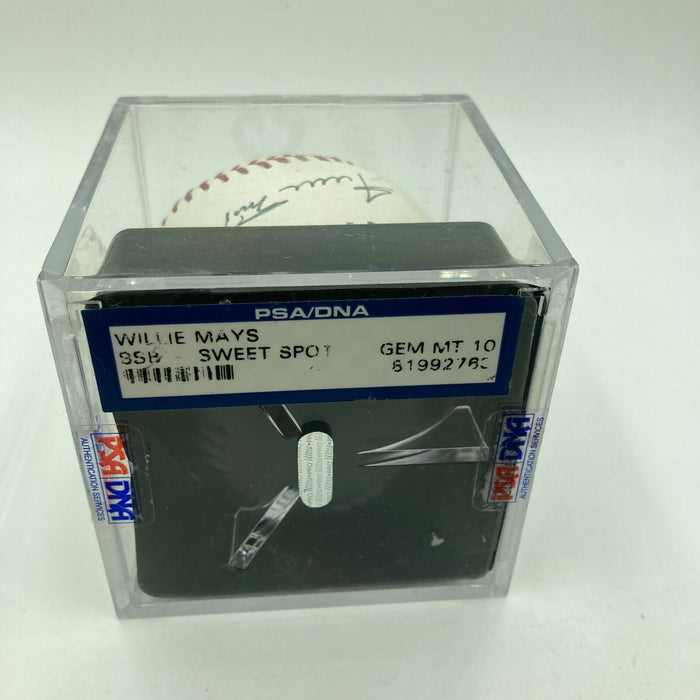 PSA/DNA
WILLIE MAYS
SSB - SWEET SPOT
GEM MT 10
PSA/DNA
AUTHENTICATION SERVICES
PSA/DNA
AUTHENTICATION SERVICES